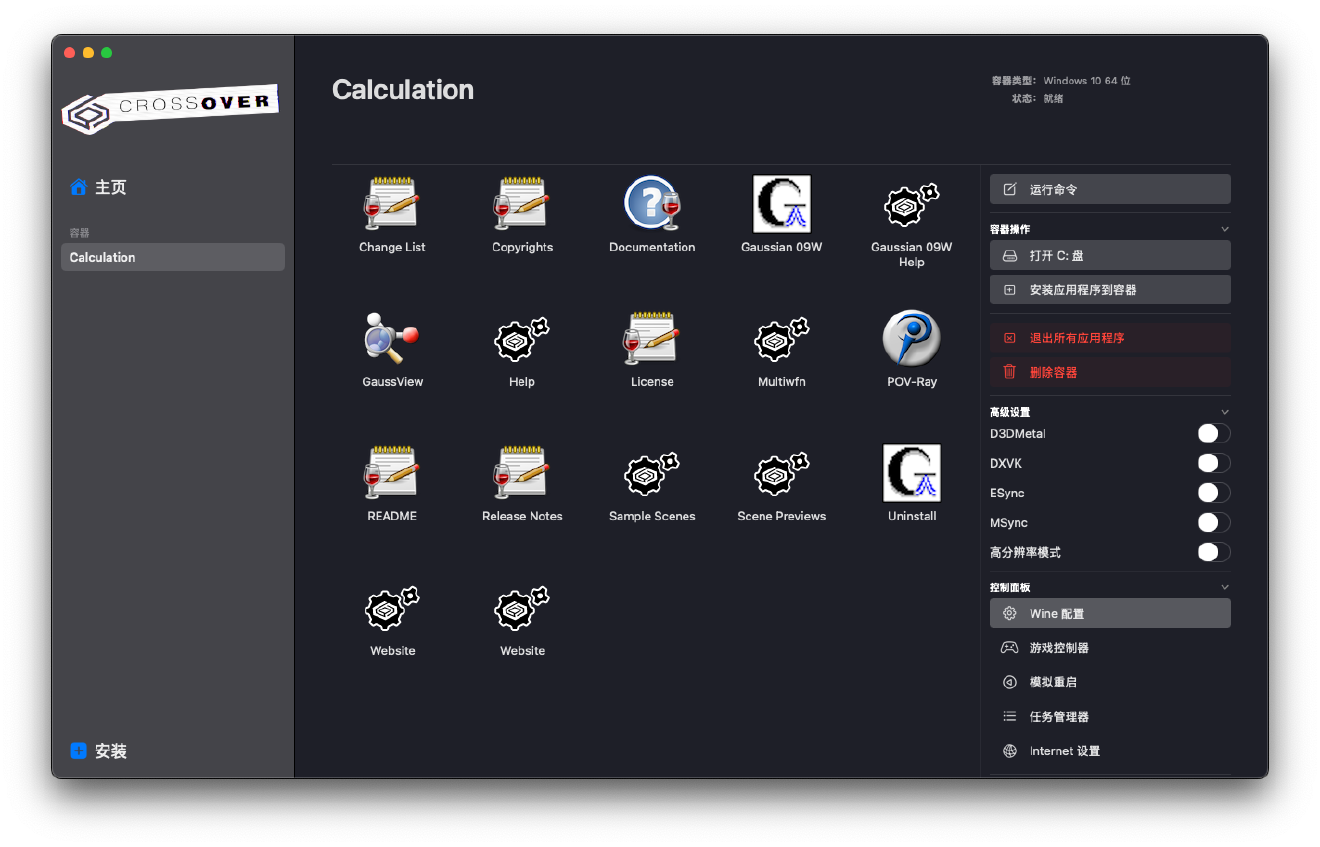 CROSSOVER
主页
容器
Calculation
安装
Calculation
容器类型: Windows 10 64 位
状态: 就绪
Change List
Copyrights
Documentation
Gaussian 09W
Gaussian 09W
Help
GaussView
Help
License
Multiwfn
POV-Ray
README
Release Notes
Sample Scenes
Scene Previews
Uninstall
Website
Website
运行命令
容器操作
打开 C: 盘
安装应用程序到容器
退出所有应用程序
删除容器
高级设置
D3DMetal
DXVK
ESync
MSync
高分辨率模式
控制面板
Wine 配置
游戏控制器
模拟重启
任务管理器
Internet 设置